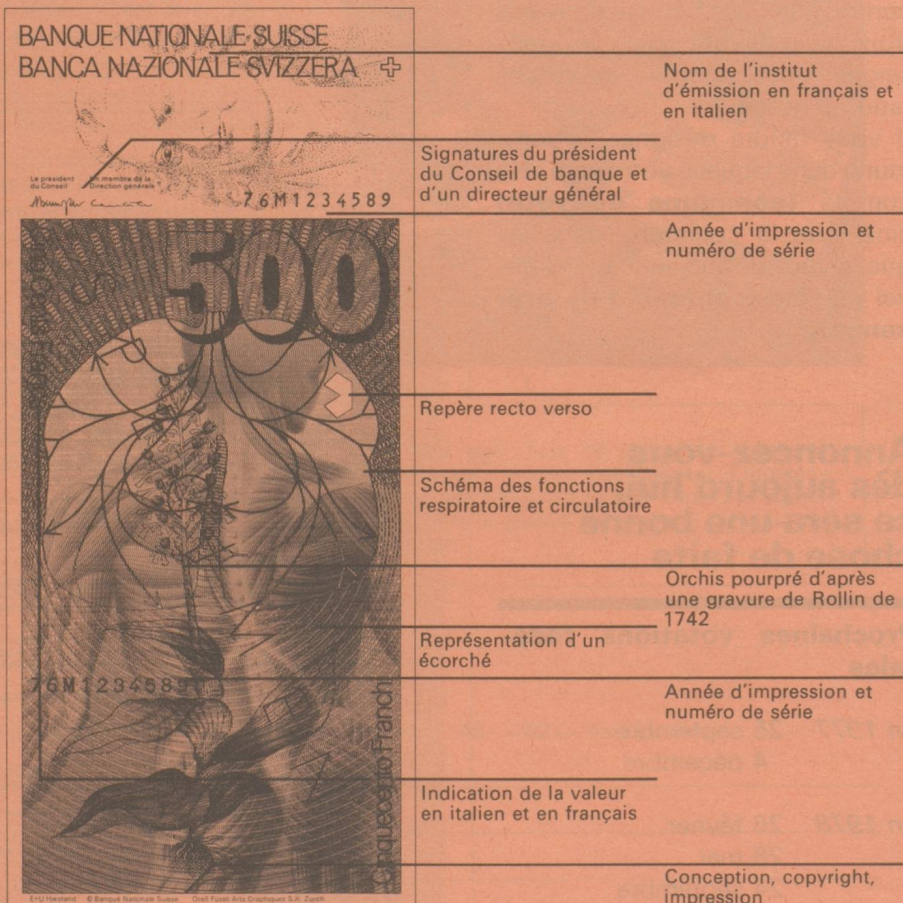 BANQUE NATIONALE SUISSE
BANCA NAZIONALE SVIZZERA
Le président
du Conseil
Un membre de la
Direction générale
76M1234589
500
76M1234589
Cinquecento Franchi
E+U Hiestand © Banque Nationale Suisse Orell Füssli Arts Graphiques S.A. Zurich
Nom de l'institut
d'émission en français et
en italien
Signatures du président
du Conseil de banque et
d'un directeur général
Année d'impression et
numéro de série
Repère recto verso
Schéma des fonctions
respiratoire et circulatoire
Orchis pourpré d'après
une gravure de Rollin de
1742
Représentation d'un
écorché
Année d'impression et
numéro de série
Indication de la valeur
en italien et en français
Conception, copyright,
impression